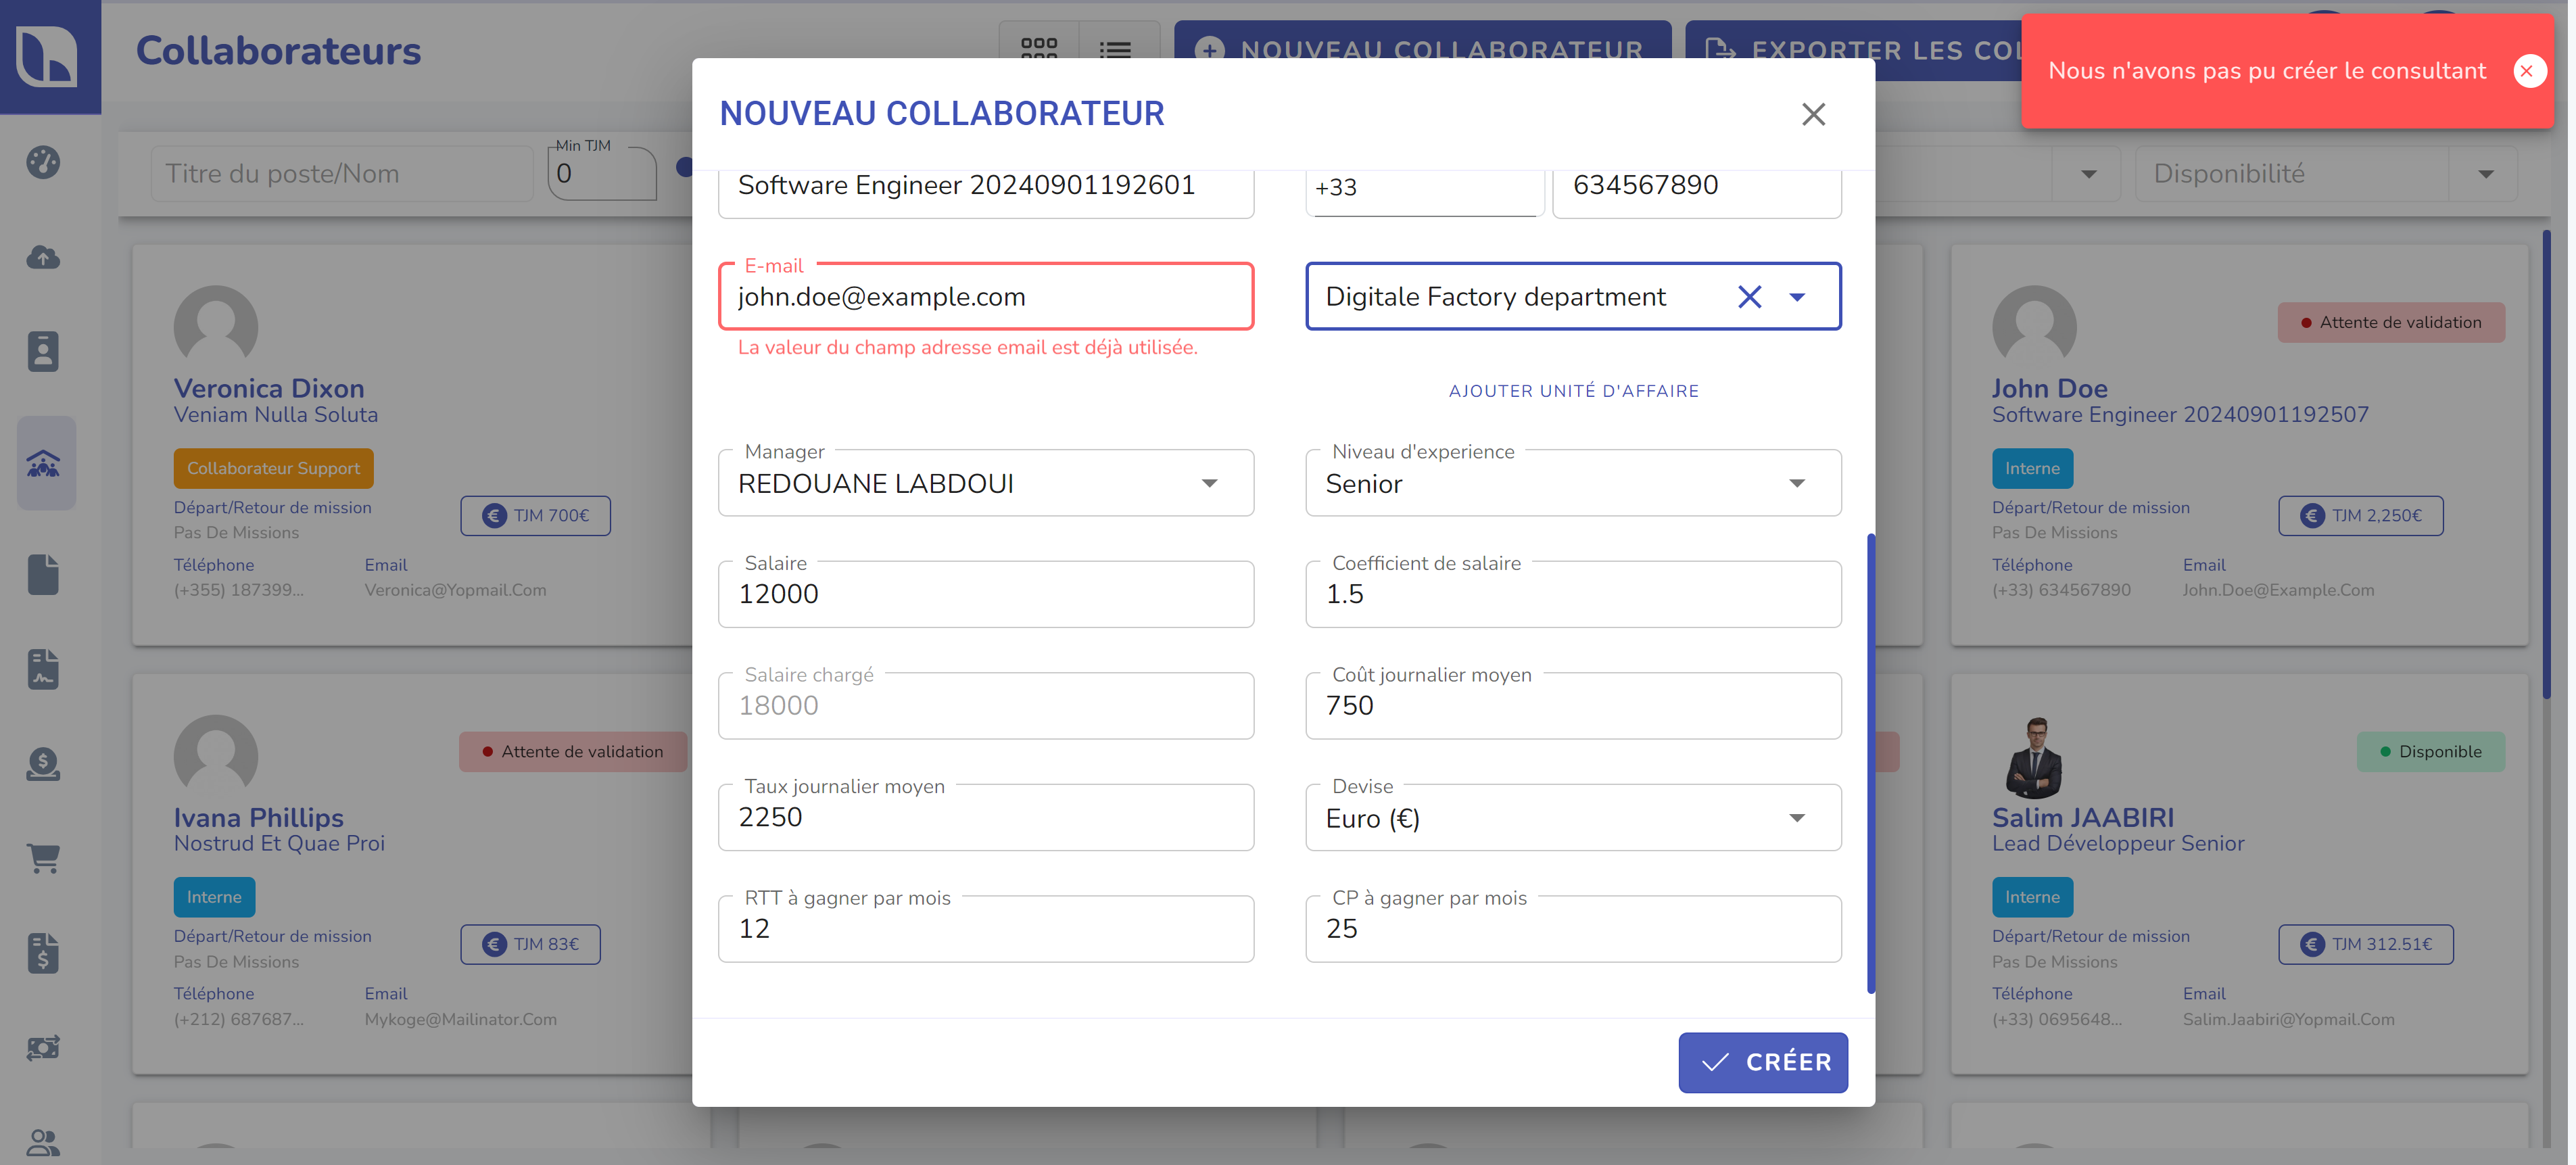 Collaborateurs
NOUVEAU COLLABORATEUR
EXPORTER LES COL
Nous n'avons pas pu créer le consultant
Titre du poste/Nom
Min TJM
0
Disponibilité
NOUVEAU COLLABORATEUR
Software Engineer 20240901192601
+33
634567890
E-mail
john.doe@example.com
La valeur du champ adresse email est déjà utilisée.
Digitale Factory department
AJOUTER UNITÉ D'AFFAIRE
Manager
REDOUANE LABDOUI
Niveau d'experience
Senior
Salaire
12000
Coefficient de salaire
1.5
Salaire chargé
18000
Coût journalier moyen
750
Taux journalier moyen
2250
Devise
Euro (€)
RTT à gagner par mois
12
CP à gagner par mois
25
CRÉER
Veronica Dixon
Veniam Nulla Soluta
Collaborateur Support
Départ/Retour de mission
Pas De Missions
€ TJM 700€
Téléphone
(+355) 187399...
Email
Veronica@Yopmail.Com
Attente de validation
John Doe
Software Engineer 20240901192507
Interne
Départ/Retour de mission
Pas De Missions
€ TJM 2,250€
Téléphone
(+33) 634567890
Email
John.Doe@Example.Com
Attente de validation
Ivana Phillips
Nostrud Et Quae Proi
Interne
Départ/Retour de mission
Pas De Missions
€ TJM 83€
Téléphone
(+212) 687687...
Email
Mykoge@Mailinator.Com
Disponible
Salim JAABIRI
Lead Développeur Senior
Interne
Départ/Retour de mission
Pas De Missions
€ TJM 312.51€
Téléphone
(+33) 0695648...
Email
Salim.Jaabiri@Yopmail.Com